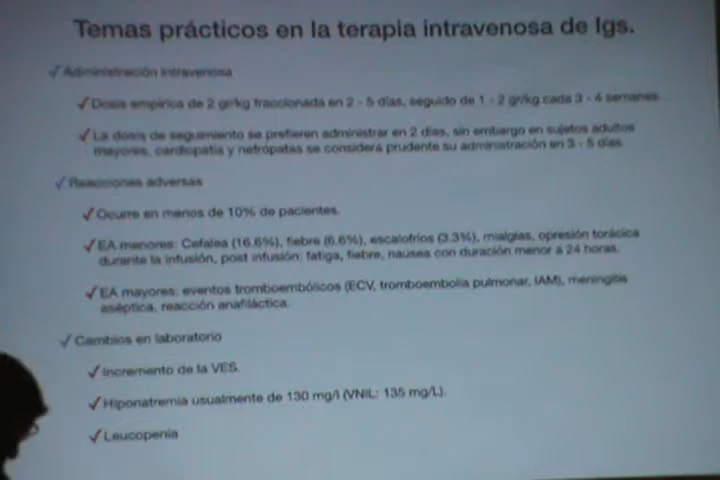 Temas prácticos en la terapia intravenosa de Igs.
✓ Administración Intravenosa
✓ Dosis empírica de 2 gr/kg fraccionada en 2 - 5 días, seguido de 1 - 2 gr/kg cada 3 - 4 semanas.
✓ La dosis de seguimiento se prefieren administrar en 2 días, sin embargo en sujetos adultos
mayores, cardiopatía y nefrópatas se considera prudente su administración en 3 - 5 días.
✓ Reacciones adversas
✓ Ocurre en menos de 10% de pacientes.
✓ EA menores: Cefalea (16.6%), fiebre (6.6%), escalofríos (3.3%), mialgias, opresión torácica
durante la infusión, post infusión: fatiga, fiebre, nausea con duración menor a 24 horas.
✓ EA mayores: eventos tromboembólicos (ECV, tromboembolia pulmonar, IAM), meningitis
aséptica, reacción anafiláctica.
✓ Cambios en laboratorio
✓ Incremento de la VES.
✓ Hiponatremia usualmente de 130 mg/l (VNIL: 135 mg/L).
✓ Leucopenia